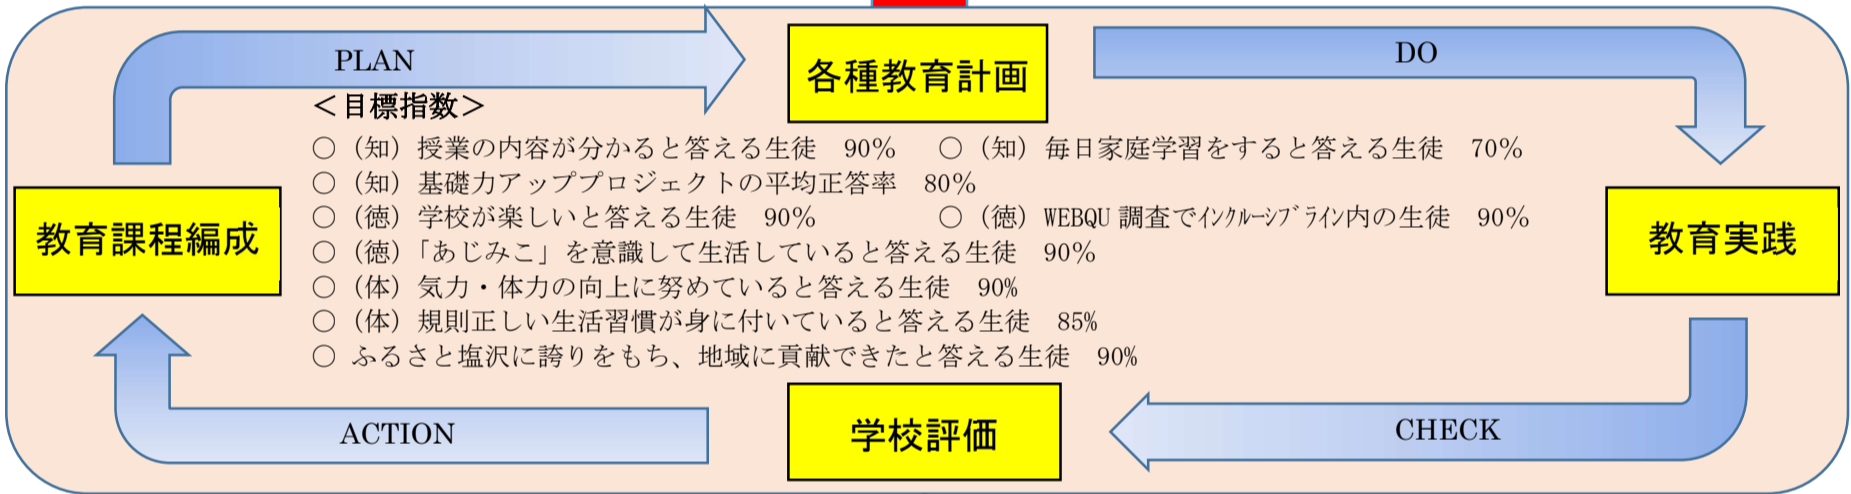 PLAN
各種教育計画
DO
＜目標指数＞
○（知）授業の内容が分かると答える生徒　90%　○（知）毎日家庭学習をすると答える生徒　70%
○（知）基礎力アッププロジェクトの平均正答率　80%
○（徳）学校が楽しいと答える生徒　90%　○（徳）WEBQU 調査でｲﾝｸﾙｰｼﾌﾞﾗｲﾝ内の生徒　90%
○（徳）「あじみこ」を意識して生活していると答える生徒　90%
○（体）気力・体力の向上に努めていると答える生徒　90%
○（体）規則正しい生活習慣が身に付いていると答える生徒　85%
○ ふるさと塩沢に誇りをもち、地域に貢献できたと答える生徒　90%
教育課程編成
教育実践
ACTION
学校評価
CHECK